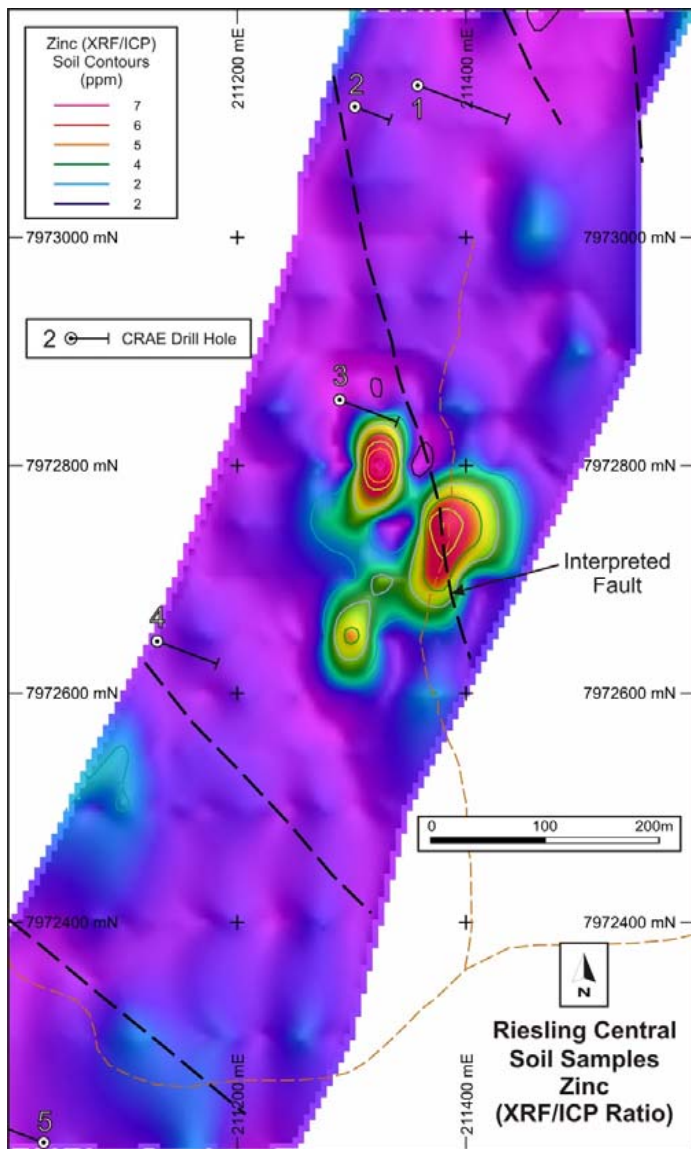 Zinc (XRF/ICP)
Soil Contours
(ppm)
7
6
5
4
2
2
211200 mE
211400 mE
2
1
7973000 mN
7973000 mN
2 CRAE Drill Hole
3
7972800 mN
7972800 mN
Interpreted
Fault
4
7972600 mN
7972600 mN
0 100 200m
7972400 mN
7972400 mN
N
Riesling Central
Soil Samples
Zinc
(XRF/ICP Ratio)
211200 mE
211400 mE
5